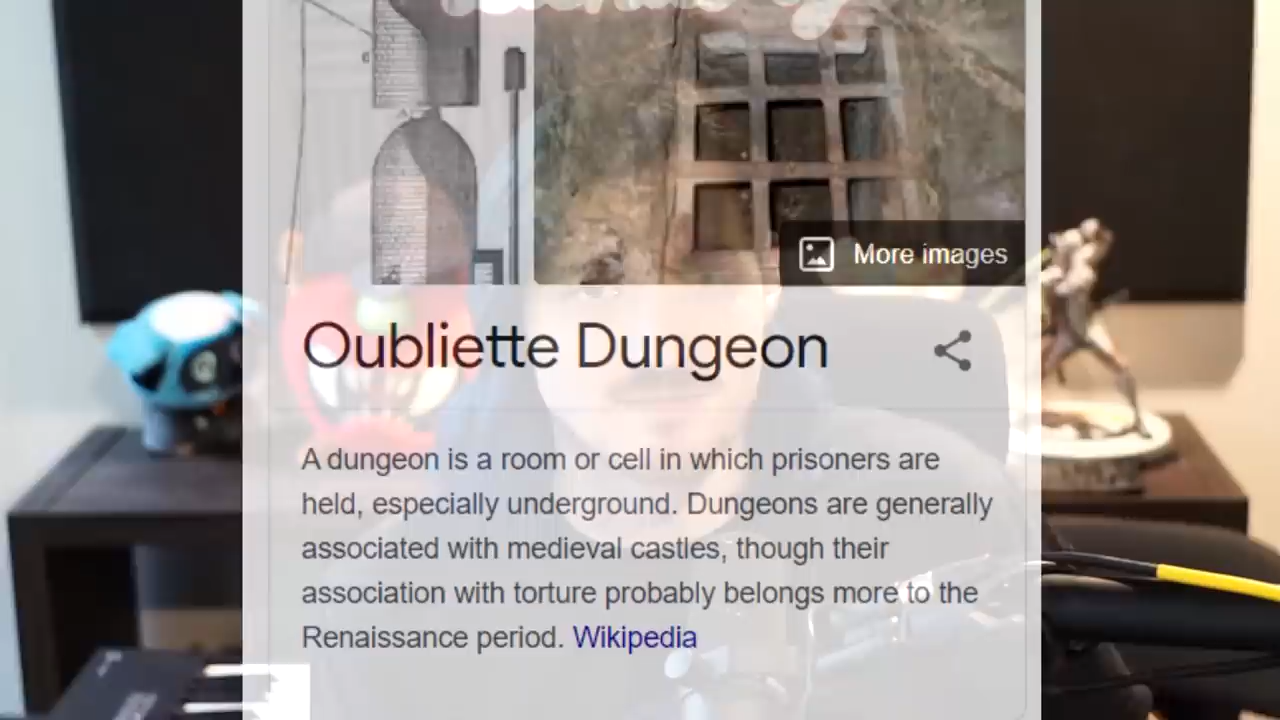 More images
Oubliette Dungeon
A dungeon is a room or cell in which prisoners are
held, especially underground. Dungeons are generally
associated with medieval castles, though their
association with torture probably belongs more to the
Renaissance period. Wikipedia